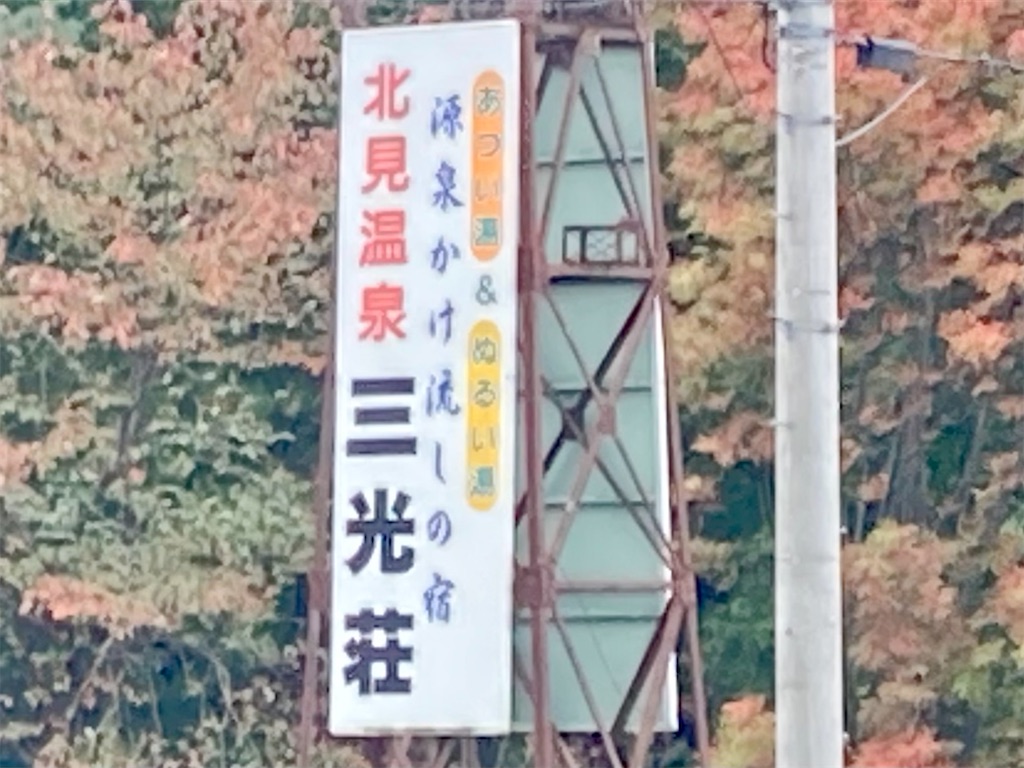 あつい湯&ぬるい湯
源泉かけ流しの宿
北見温泉 三光荘